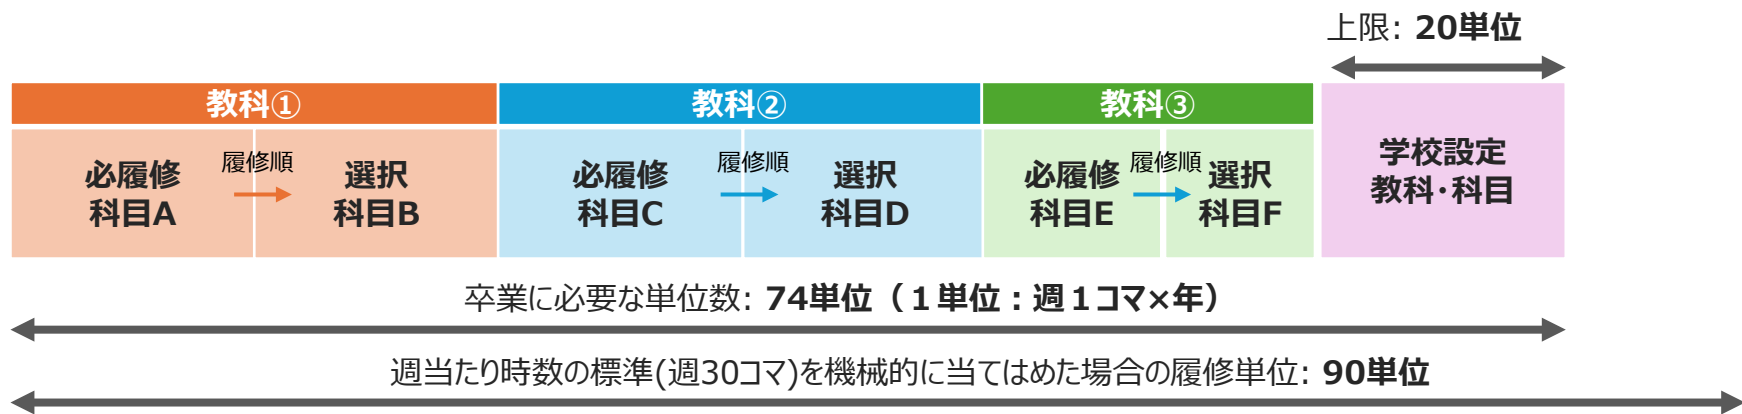 上限: 20単位
教科①
教科②
教科③
必履修
科目A
履修順
選択
科目B
必履修
科目C
履修順
選択
科目D
必履修
科目E
履修順
選択
科目F
学校設定
教科･科目
卒業に必要な単位数: 74単位（１単位：週１コマ×年）
週当たり時数の標準(週30コマ)を機械的に当てはめた場合の履修単位: 90単位